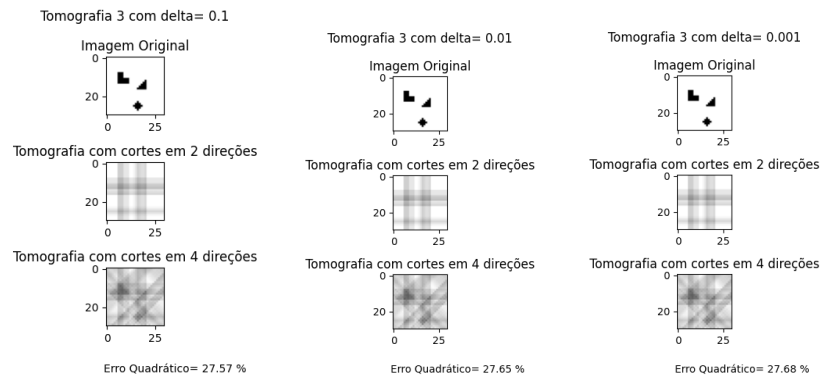 Tomografia 3 com delta= 0.1
Imagem Original
0
20
0
25
Tomografia com cortes em 2 direções
0
20
0
25
Tomografia com cortes em 4 direções
0
20
0
25
Erro Quadrático= 27.57 %
Tomografia 3 com delta= 0.01
Imagem Original
0
20
0
25
Tomografia com cortes em 2 direções
0
20
0
25
Tomografia com cortes em 4 direções
0
20
0
25
Erro Quadrático= 27.65 %
Tomografia 3 com delta= 0.001
Imagem Original
0
20
0
25
Tomografia com cortes em 2 direções
0
20
0
25
Tomografia com cortes em 4 direções
0
20
0
25
Erro Quadrático= 27.68 %